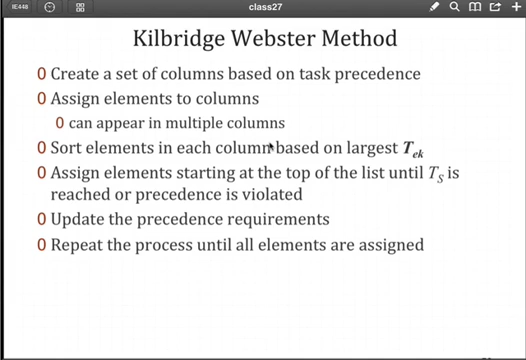 IE448
class27
Kilbridge Webster Method
0 Create a set of columns based on task precedence
0 Assign elements to columns
0 can appear in multiple columns
0 Sort elements in each column based on largest Tek
0 Assign elements starting at the top of the list until TS is
reached or precedence is violated
0 Update the precedence requirements
0 Repeat the process until all elements are assigned